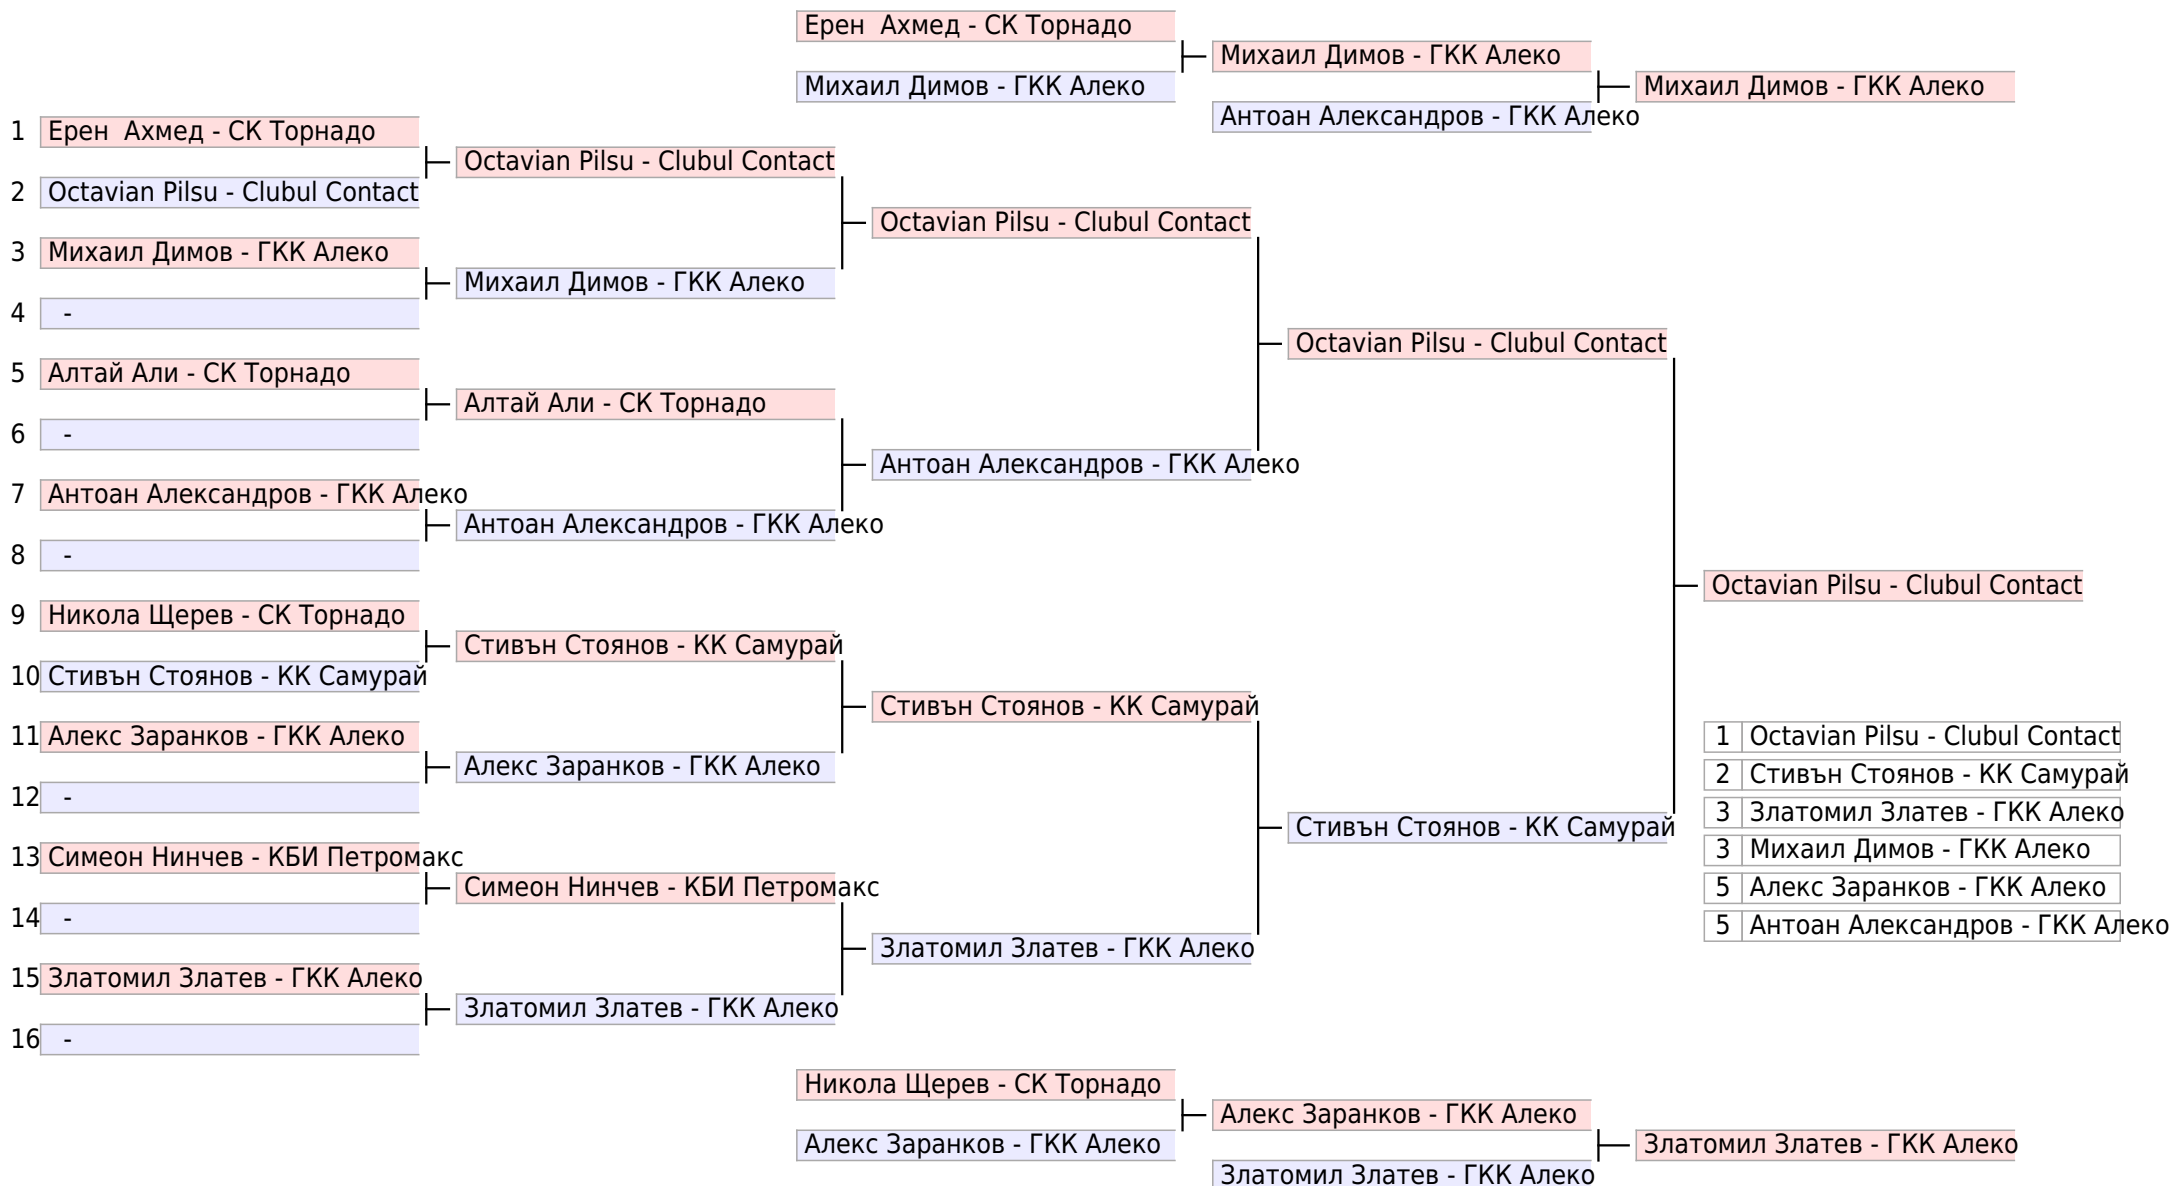 Ерен  Ахмед - СК Торнадо
Михаил Димов - ГКК Алеко
Михаил Димов - ГКК Алеко
Антоан Александров - ГКК Алеко
Михаил Димов - ГКК Алеко
1 Ерен  Ахмед - СК Торнадо
2 Octavian Pilsu - Clubul Contact
3 Михаил Димов - ГКК Алеко
4 -
5 Алтай Али - СК Торнадо
6 -
7 Антоан Александров - ГКК Алеко
8 -
9 Никола Щерев - СК Торнадо
10 Стивън Стоянов - КК Самурай
11 Алекс Заранков - ГКК Алеко
12 -
13 Симеон Нинчев - КБИ Петромакс
14 -
15 Златомил Златев - ГКК Алеко
16 -
Octavian Pilsu - Clubul Contact
Михаил Димов - ГКК Алеко
Алтай Али - СК Торнадо
Антоан Александров - ГКК Алеко
Стивън Стоянов - КК Самурай
Алекс Заранков - ГКК Алеко
Симеон Нинчев - КБИ Петромакс
Златомил Златев - ГКК Алеко
Octavian Pilsu - Clubul Contact
Антоан Александров - ГКК Алеко
Стивън Стоянов - КК Самурай
Златомил Златев - ГКК Алеко
Octavian Pilsu - Clubul Contact
Стивън Стоянов - КК Самурай
Octavian Pilsu - Clubul Contact
1 Octavian Pilsu - Clubul Contact
2 Стивън Стоянов - КК Самурай
3 Златомил Златев - ГКК Алеко
3 Михаил Димов - ГКК Алеко
5 Алекс Заранков - ГКК Алеко
5 Антоан Александров - ГКК Алеко
Никола Щерев - СК Торнадо
Алекс Заранков - ГКК Алеко
Алекс Заранков - ГКК Алеко
Златомил Златев - ГКК Алеко
Златомил Златев - ГКК Алеко